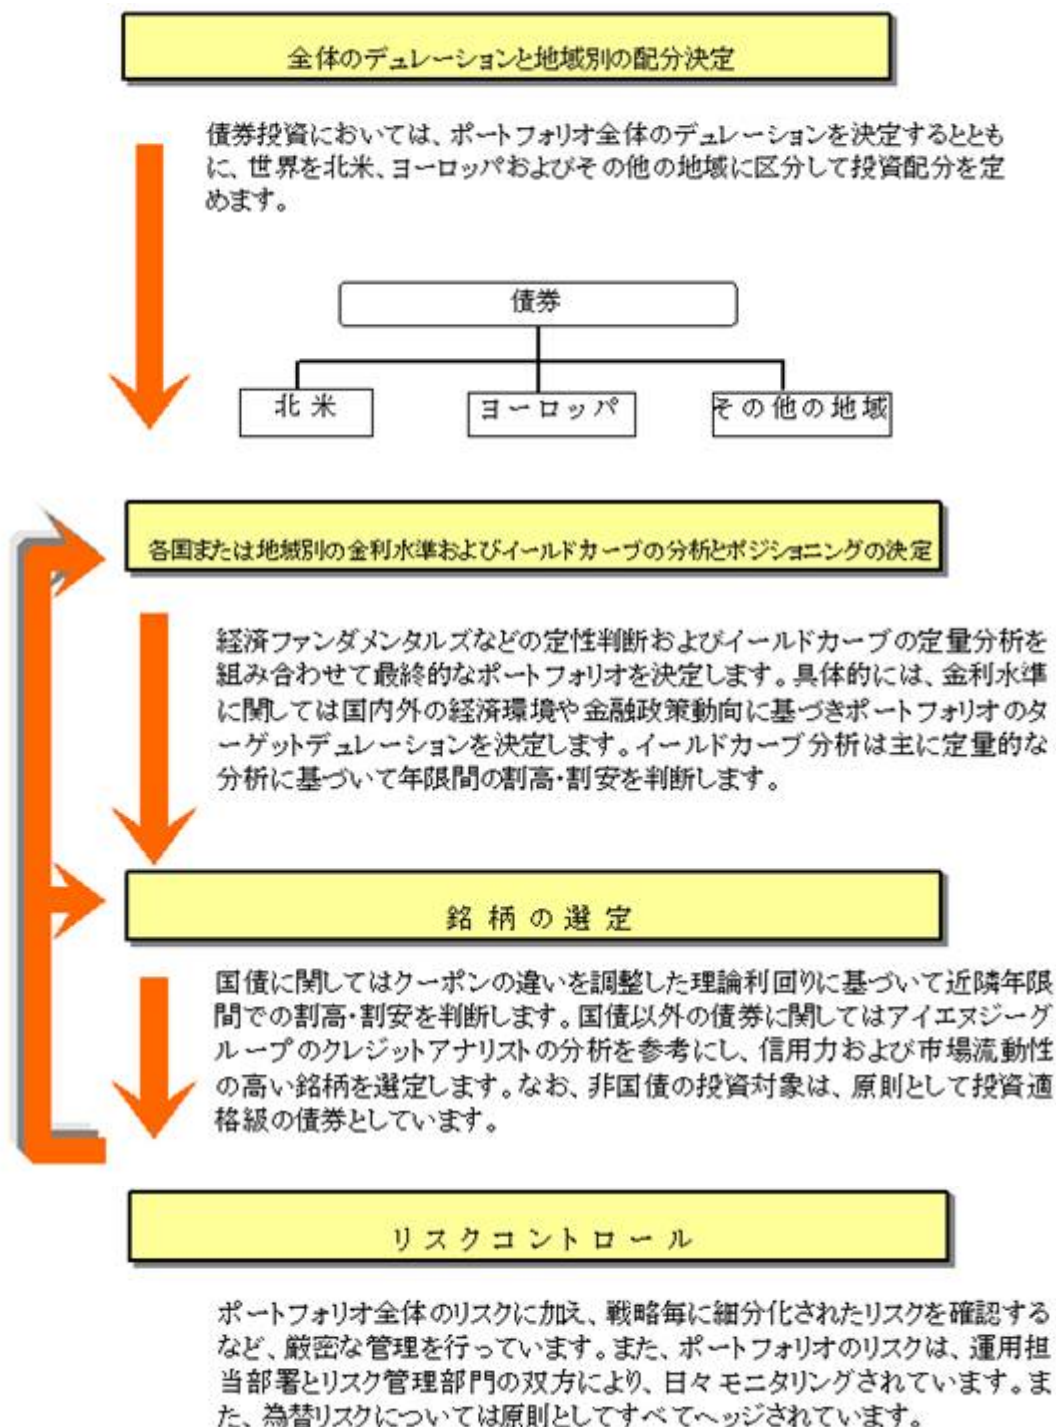 全体のデュレーションと地域別の配分決定
債券投資においては、ポートフォリオ全体のデュレーションを決定するととも
に、世界を北米、ヨーロッパおよびその他の地域に区分して投資配分を定
めます。
債券
北米
ヨーロッパ
その他の地域
各国または地域別の金利水準およびイールドカーブの分析とポジショニングの決定
経済ファンダメンタルズなどの定性判断およびイールドカーブの定量分析を
組み合わせて最終的なポートフォリオを決定します。具体的には、金利水準
に関しては国内外の経済環境や金融政策動向に基づきポートフォリオのタ
ーゲットデュレーションを決定します。イールドカーブ分析は主に定量的な
分析に基づいて年限間の割高・割安を判断します。
銘柄の選定
国債に関してはクーポンの違いを調整した理論利回りに基づいて近隣年限
間での割高・割安を判断します。国債以外の債券に関してはアイエヌジーグ
ループのクレジットアナリストの分析を参考にし、信用力および市場流動性
の高い銘柄を選定します。なお、非国債の投資対象は、原則として投資適
格級の債券としています。
リスクコントロール
ポートフォリオ全体のリスクに加え、戦略毎に細分化されたリスクを確認する
など、厳密な管理を行っています。また、ポートフォリオのリスクは、運用担
当部署とリスク管理部門の双方により、日々モニタリングされています。ま
た、為替リスクについては原則としてすべてヘッジされています。